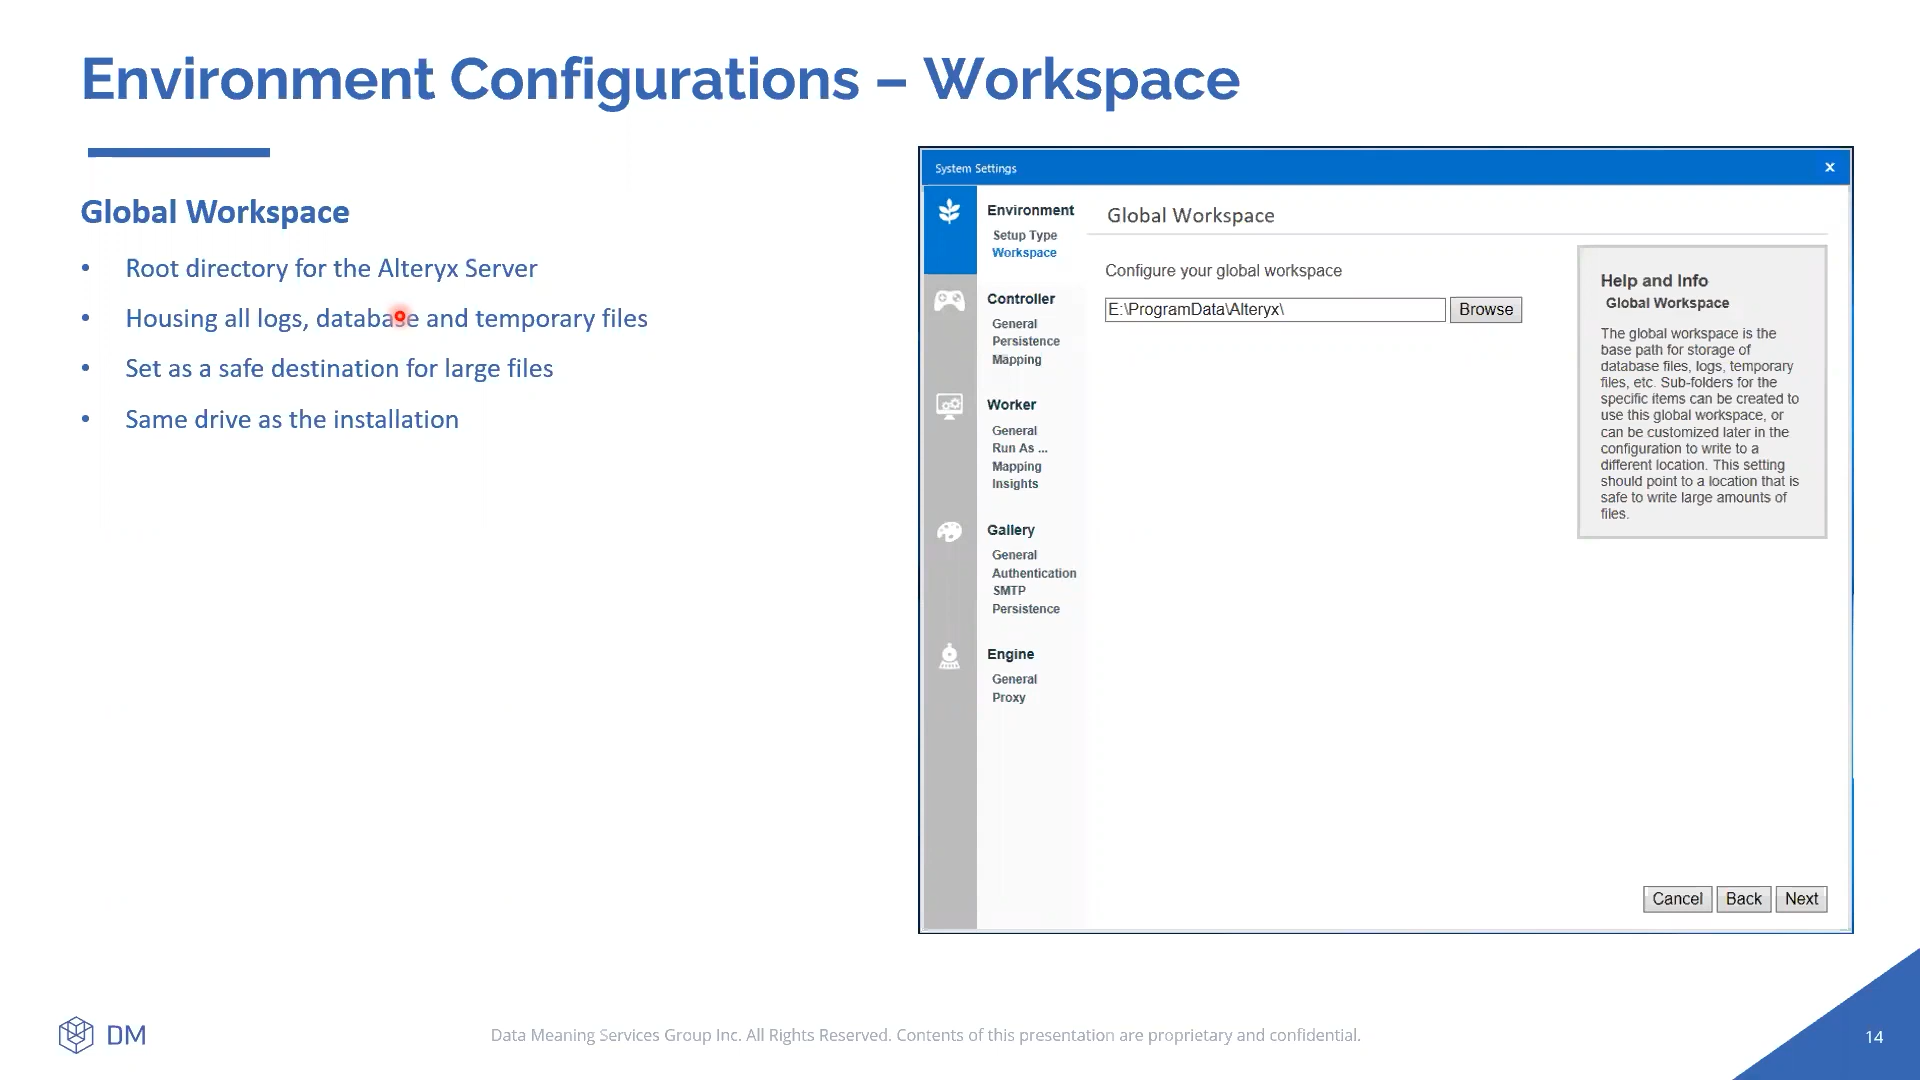 Environment Configurations – Workspace
Global Workspace
• Root directory for the Alteryx Server
• Housing all logs, database and temporary files
• Set as a safe destination for large files
• Same drive as the installation
System Settings
x
Environment
Setup Type
Workspace
Controller
General
Persistence
Mapping
Worker
General
Run As ...
Mapping
Insights
Gallery
General
Authentication
SMTP
Persistence
Engine
General
Proxy
Global Workspace
Configure your global workspace
E:\ProgramData\Alteryx\
Browse
Help and Info
Global Workspace
The global workspace is the
base path for storage of
database files, logs, temporary
files, etc. Sub-folders for the
specific items can be created to
use this global workspace, or
can be customized later in the
configuration to write to a
different location. This setting
should point to a location that is
safe to write large amounts of
files.
Cancel Back Next
DM
Data Meaning Services Group Inc. All Rights Reserved. Contents of this presentation are proprietary and confidential.
14